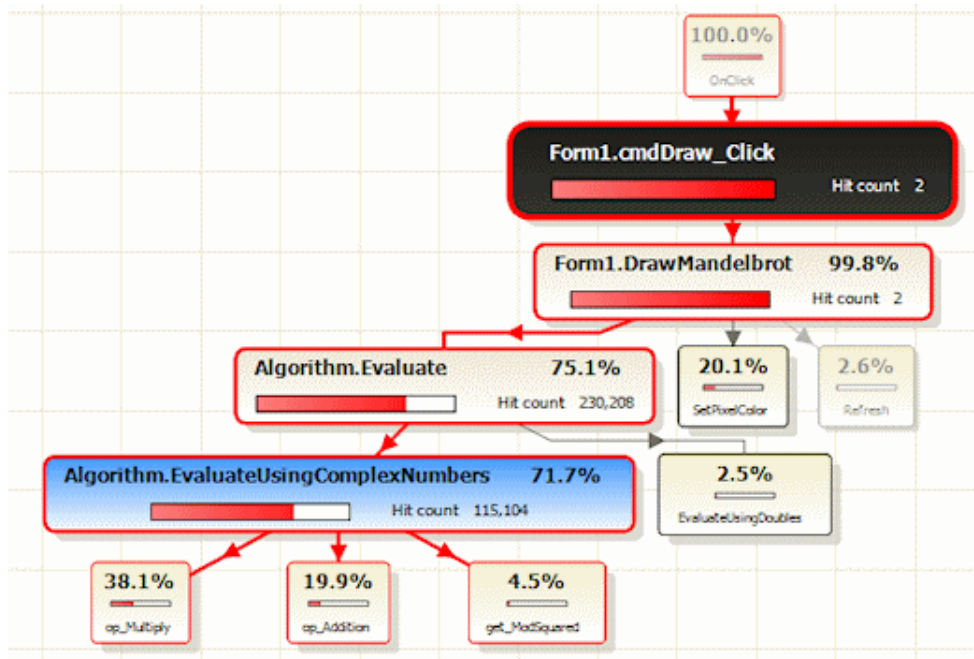 100.0%
OnClick
Form1.cmdDraw_Click
Hit count 2
Form1.DrawMandelbrot 99.8%
Hit count 2
Algorithm.Evaluate 75.1%
Hit count 230,208
20.1%
SetPixelColor
2.6%
Refresh
Algorithm.EvaluateUsingComplexNumbers 71.7%
Hit count 115,104
2.5%
EvaluateUsingDoubles
38.1%
op_Multiply
19.9%
op_Addition
4.5%
get_ModSquared